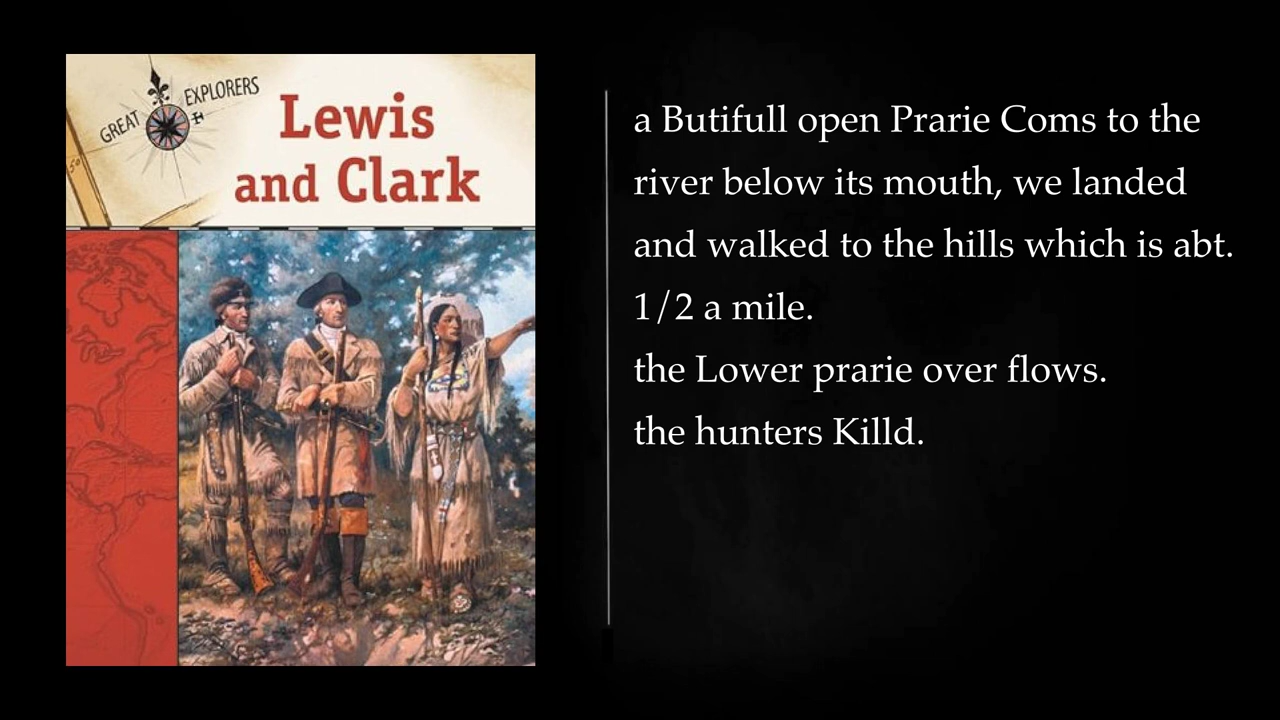 GREAT EXPLORERS
Lewis
and Clark
50
a Butifull open Prarie Coms to the
river below its mouth, we landed
and walked to the hills which is abt.
1/2 a mile.
the Lower prarie over flows.
the hunters Killd.